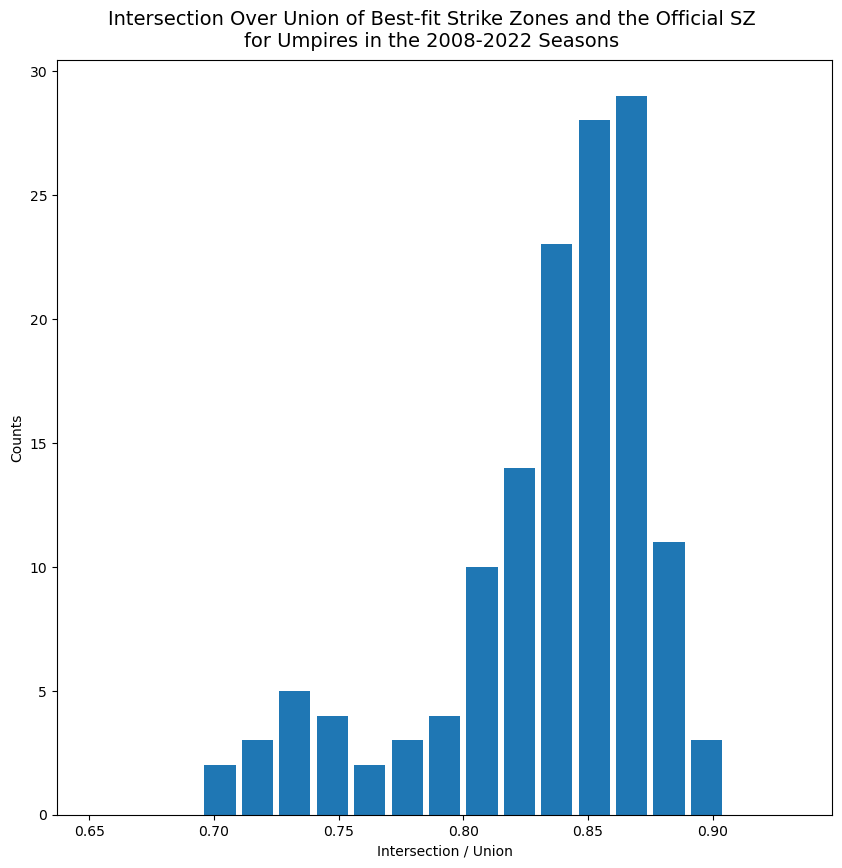 Intersection Over Union of Best-fit Strike Zones and the Official SZ
for Umpires in the 2008-2022 Seasons
30
25
20
15
10
5
0
Counts
0.65 0.70 0.75 0.80 0.85 0.90
Intersection / Union